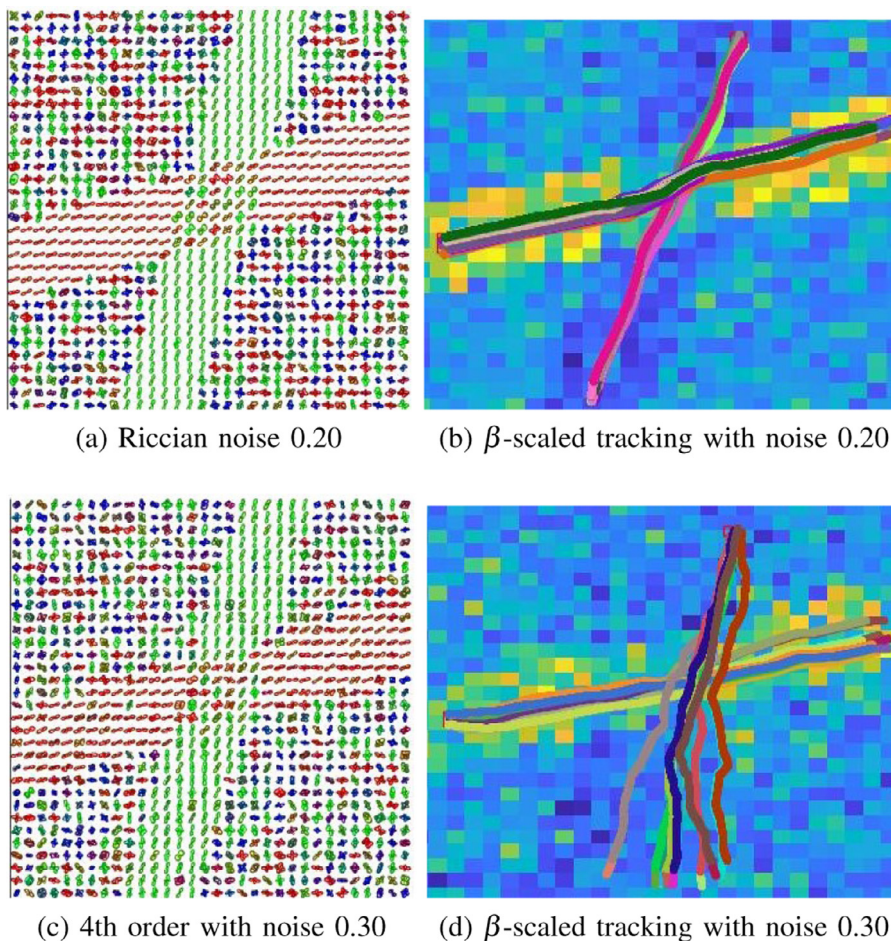 (a) Riccian noise 0.20
(b) β-scaled tracking with noise 0.20
(c) 4th order with noise 0.30
(d) β-scaled tracking with noise 0.30